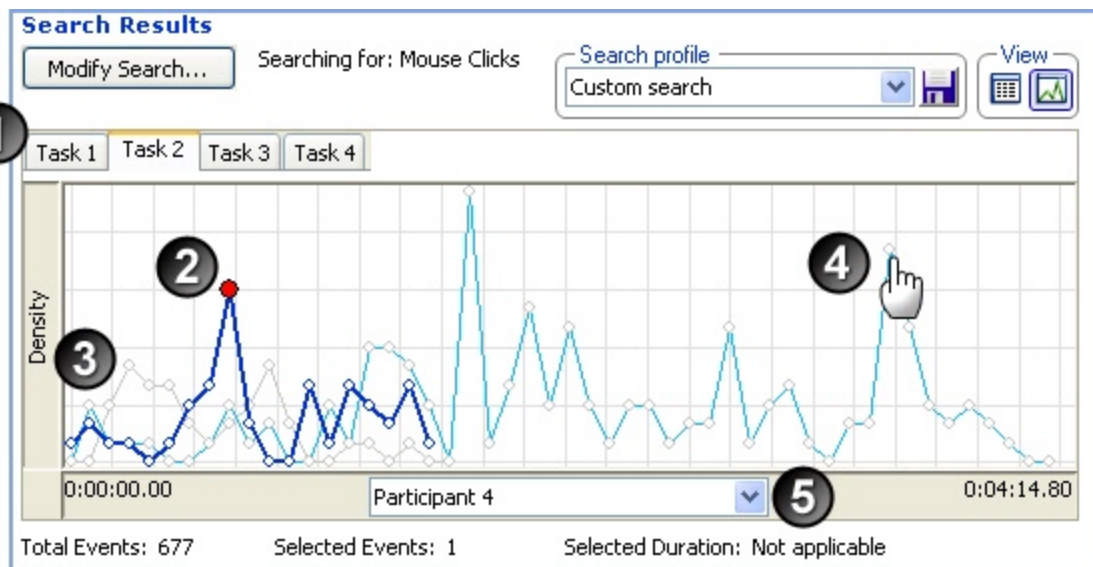 Search Results
Modify Search...
Searching for: Mouse Clicks
Search profile
Custom search
View
1
Task 1
Task 2
Task 3
Task 4
2
4
3
Density
0:00:00.00
Participant 4
5
0:04:14.80
Total Events: 677
Selected Events: 1
Selected Duration: Not applicable